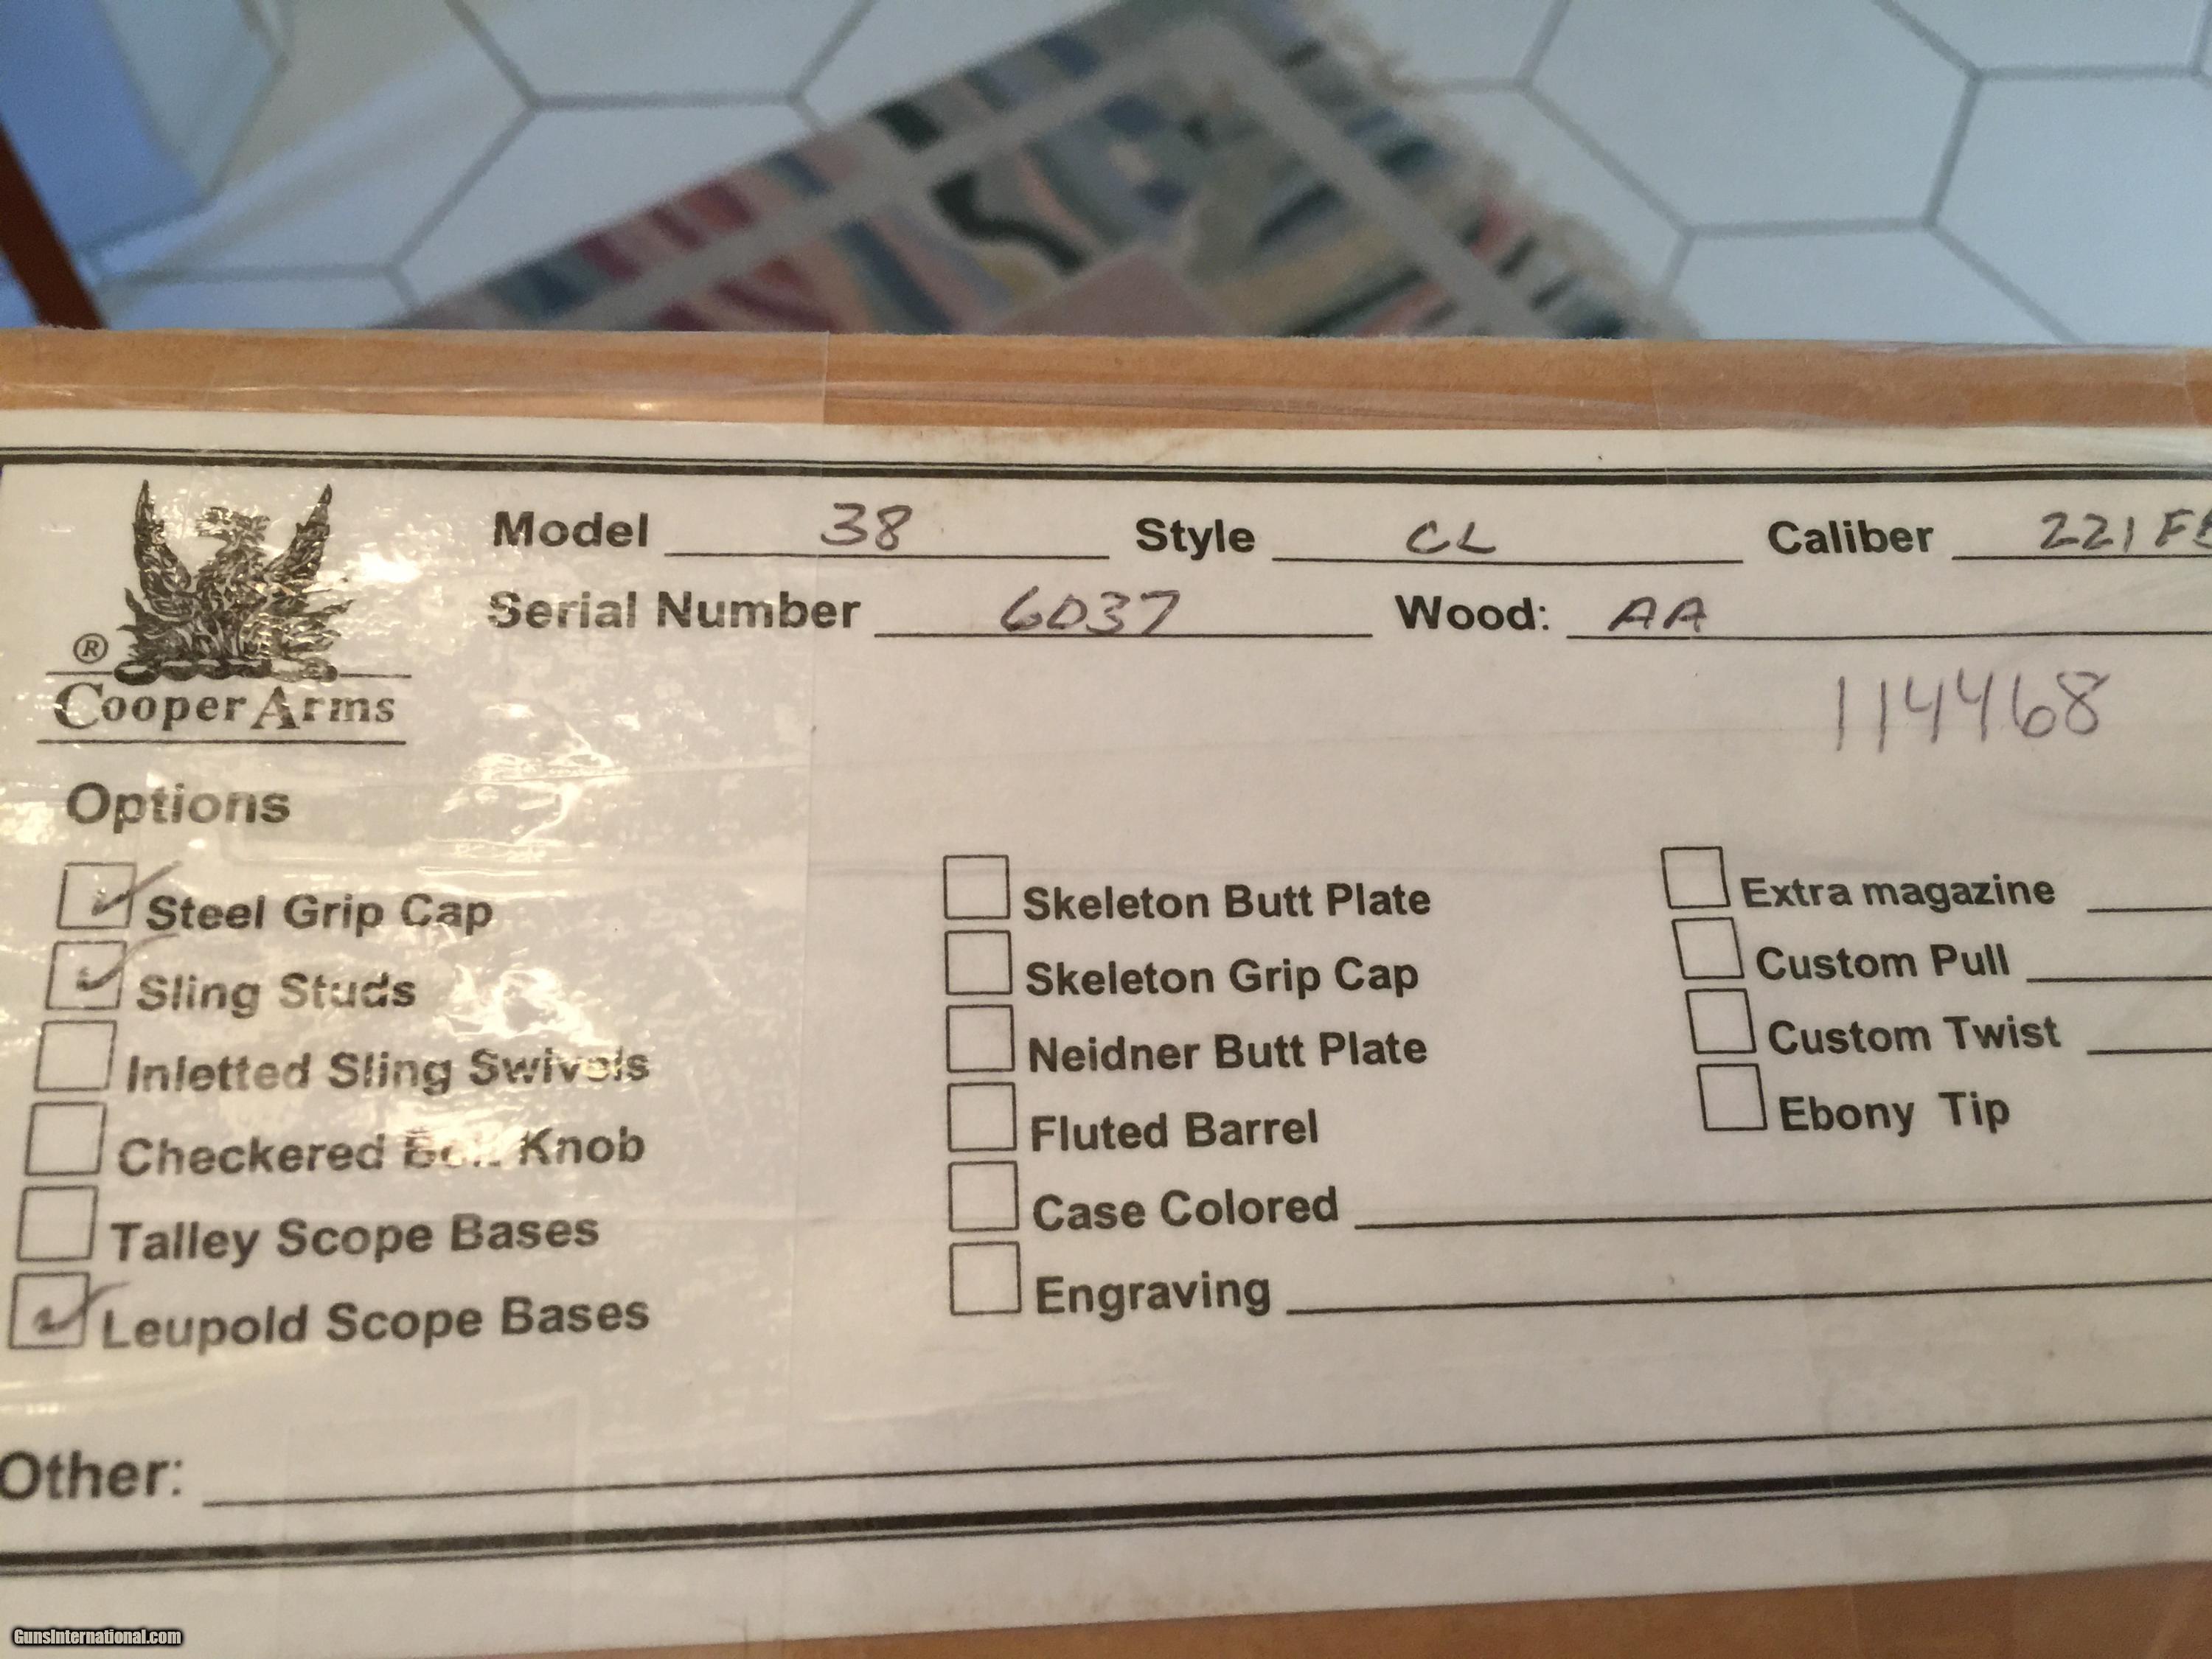 Model 38 Style CL Caliber 221
Serial Number 6037 Wood: AA
® Cooper Arms
114468
Options
Steel Grip Cap
Sling Studs
Inletted Sling Swivels
Checkered Knob
Talley Scope Bases
Leupold Scope Bases
Skeleton Butt Plate
Skeleton Grip Cap
Neidner Butt Plate
Fluted Barrel
Case Colored
Engraving
Extra magazine
Custom Pull
Custom Twist
Ebony Tip
Other:
GunsInternational.com